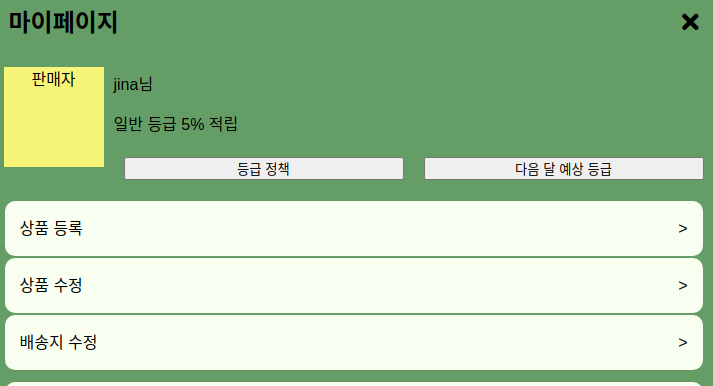 마이페이지
판매자
jina님
일반 등급 5% 적립
등급 정책
다음 달 예상 등급
상품 등록 >
상품 수정 >
배송지 수정 >